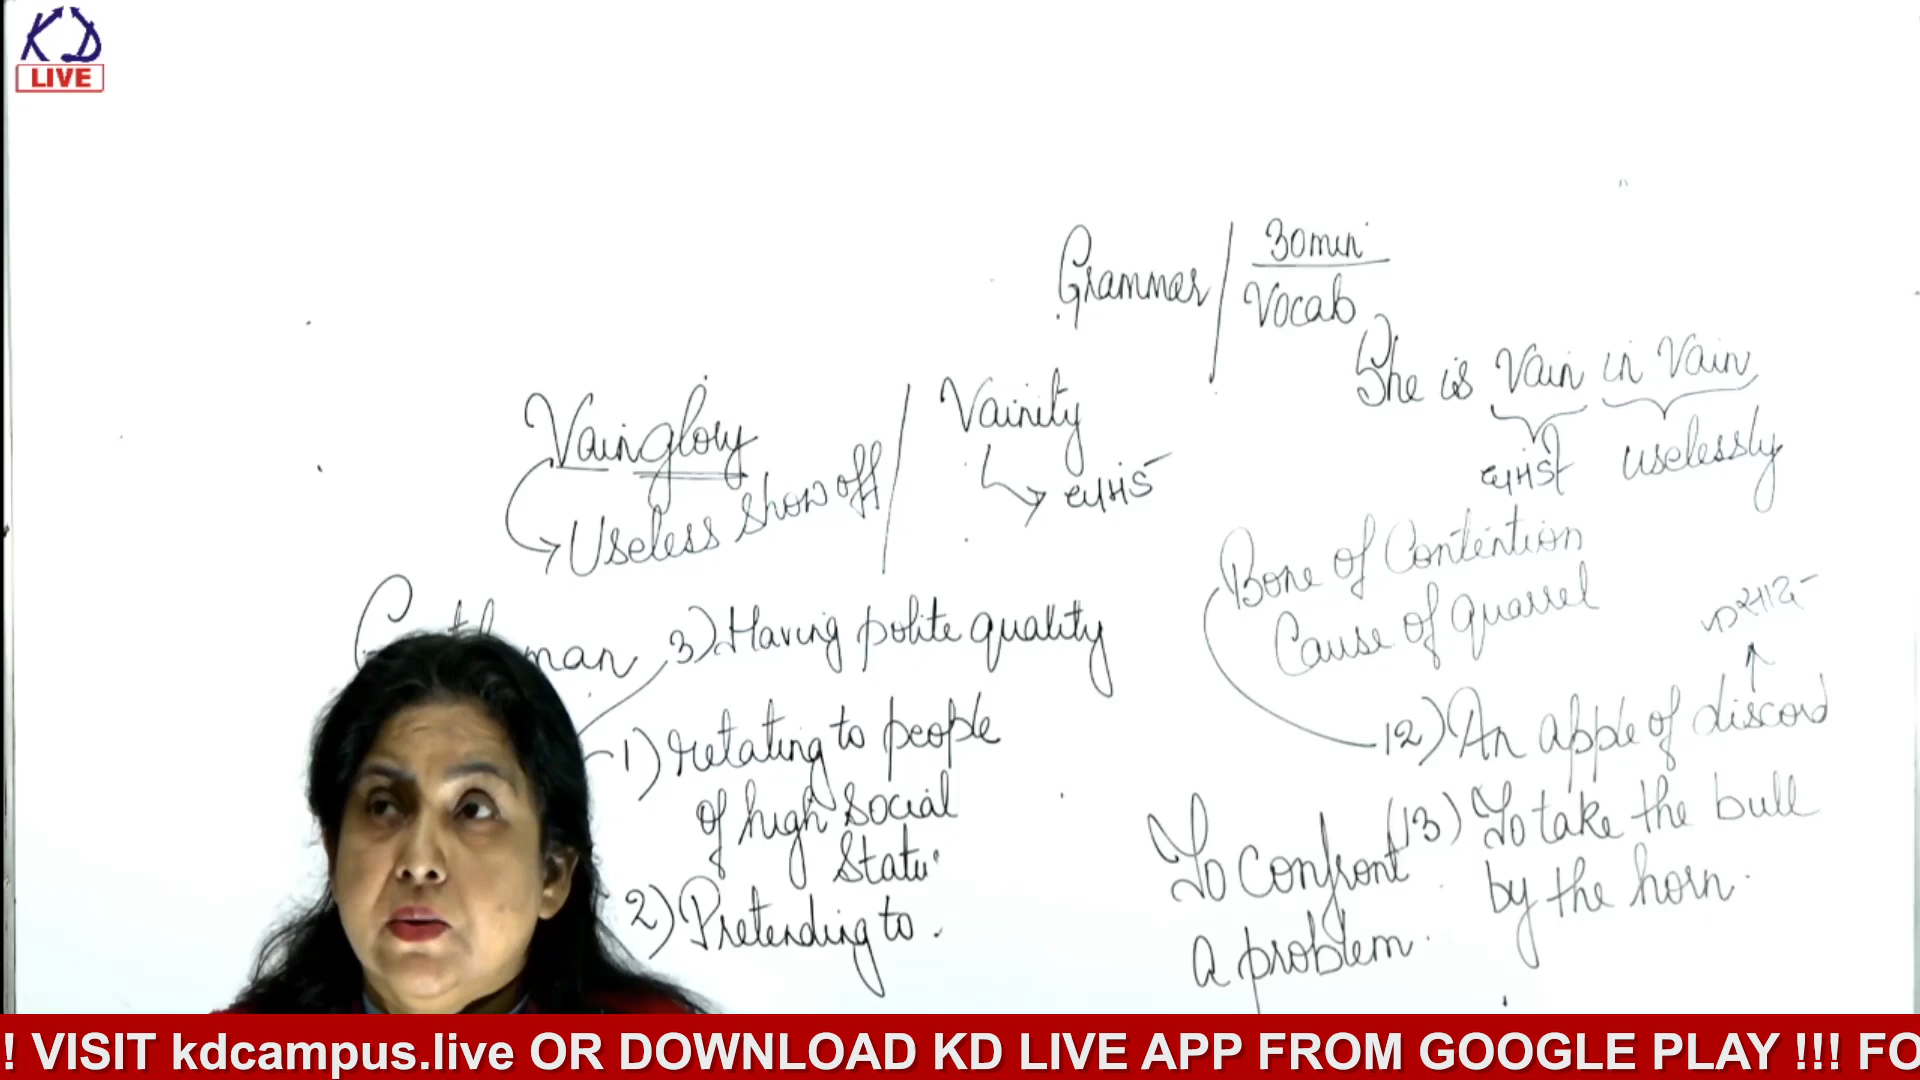 KD
LIVE
Grammar / 30min
Vocab
She is Vain in Vain
घमंडी uselessly
Vainglory / Vainity
Useless show off
घमंड
Bone of Contention
Cause of quarrel
man
3) Having polite quality
1) relating to people
of high social
2) Pretending to.
12) An apple of discord
13) To take the bull
by the horn.
To confront
a problem.
! VISIT kdcampus.live OR DOWNLOAD KD LIVE APP FROM GOOGLE PLAY !!! FO